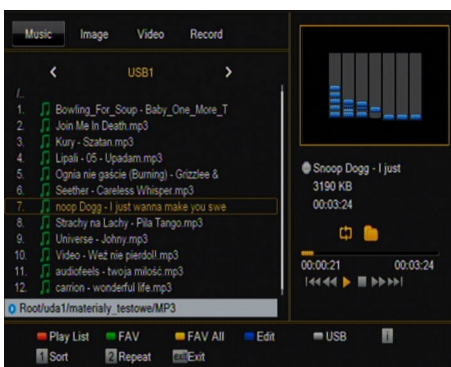 Music Image Video Record
USB1
/..
1. Bowling_For_Soup - Baby_One_More_T
2. Join Me In Death.mp3
3. Kury - Szatan.mp3
4. Lipali - 05 - Upadam.mp3
5. Ognia nie gaście (Burning) - Grizzlee &
6. Seether - Careless Whisper.mp3
7. noop Dogg - I just wanna make you swe
8. Strachy na Lachy - Piła Tango.mp3
9. Universe - Johny.mp3
10. Video - Weź nie pierdol!.mp3
11. audiofeels - twoja miłość.mp3
12. carrion - wonderful life.mp3
Root/uda1/materialy_testowe/MP3
Snoop Dogg - I just
3190 KB
00:03:24
00:00:21 00:03:24
Play List FAV FAV All Edit USB i
1 Sort 2 Repeat exit Exit